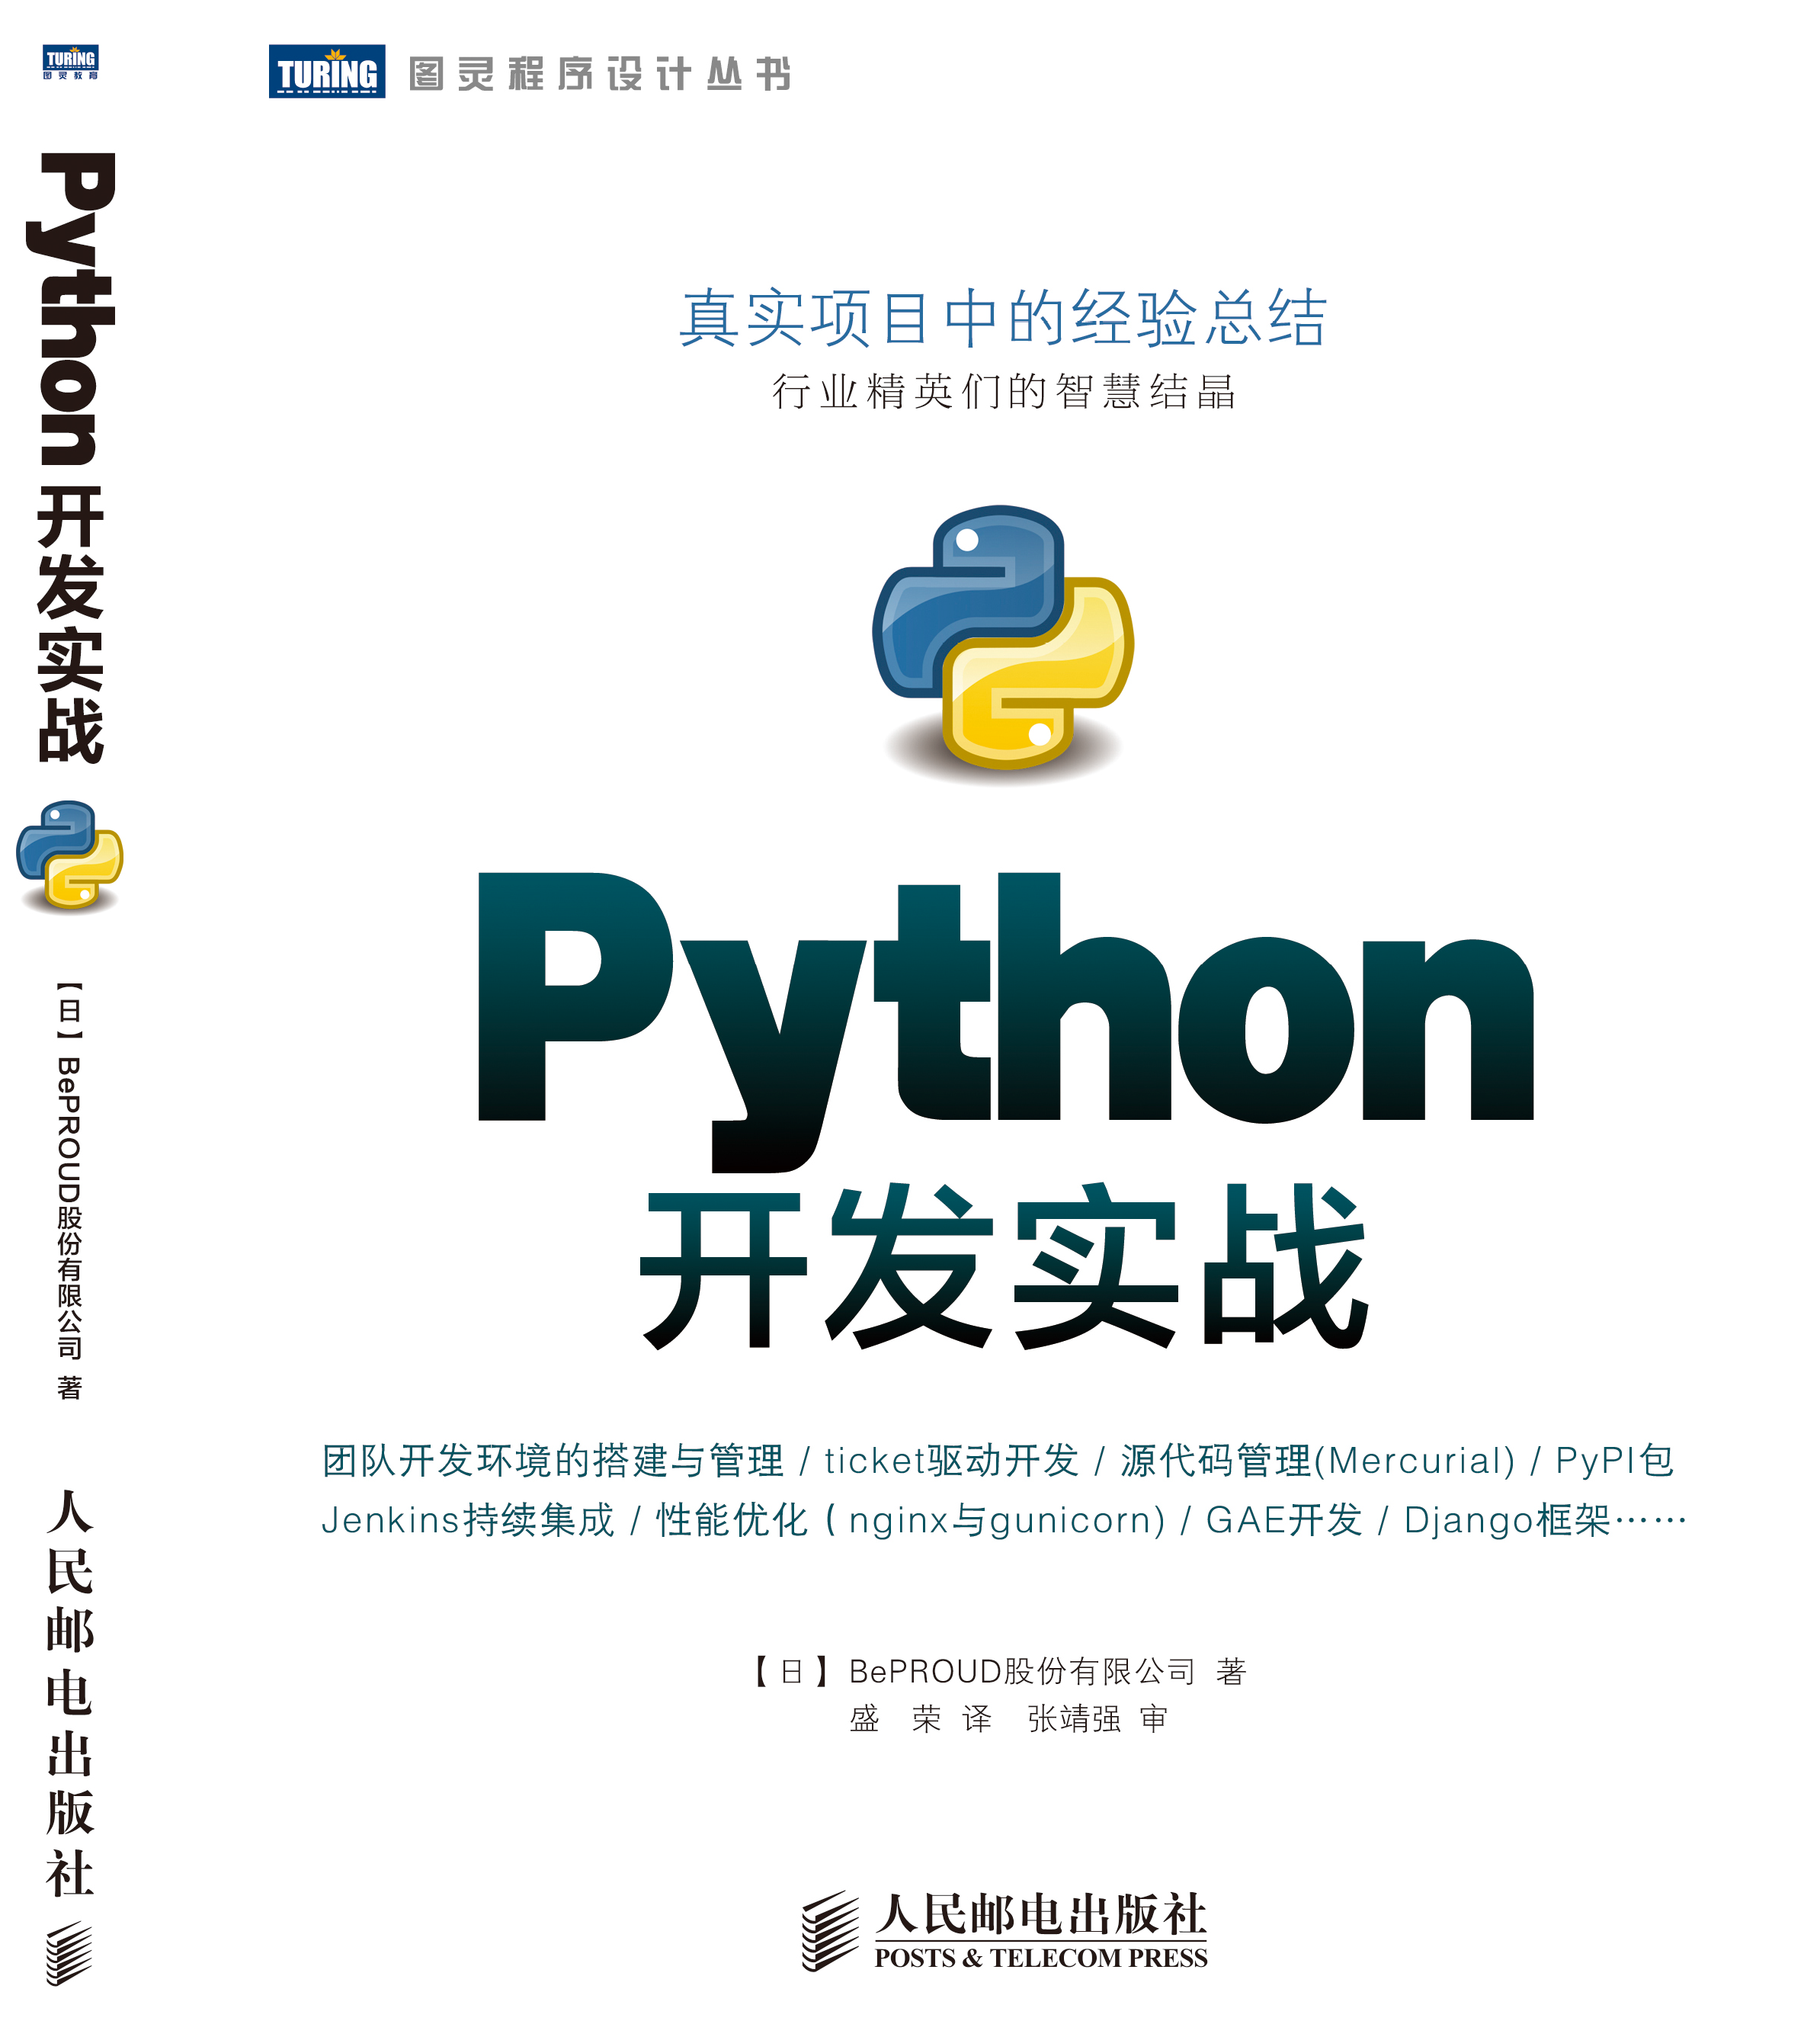 TURING
图灵教育
Python开发实战
【日】BePROUD股份有限公司 著
人民邮电出版社
TURING 图灵程序设计丛书
真实项目中的经验总结
行业精英们的智慧结晶
Python
开发实战
团队开发环境的搭建与管理 / ticket驱动开发 / 源代码管理(Mercurial) / PyPI包
Jenkins持续集成 / 性能优化（nginx与gunicorn) / GAE开发 / Django框架……
【日】BePROUD股份有限公司 著
盛 荣 译 张靖强 审
人民邮电出版社
POSTS & TELECOM PRESS